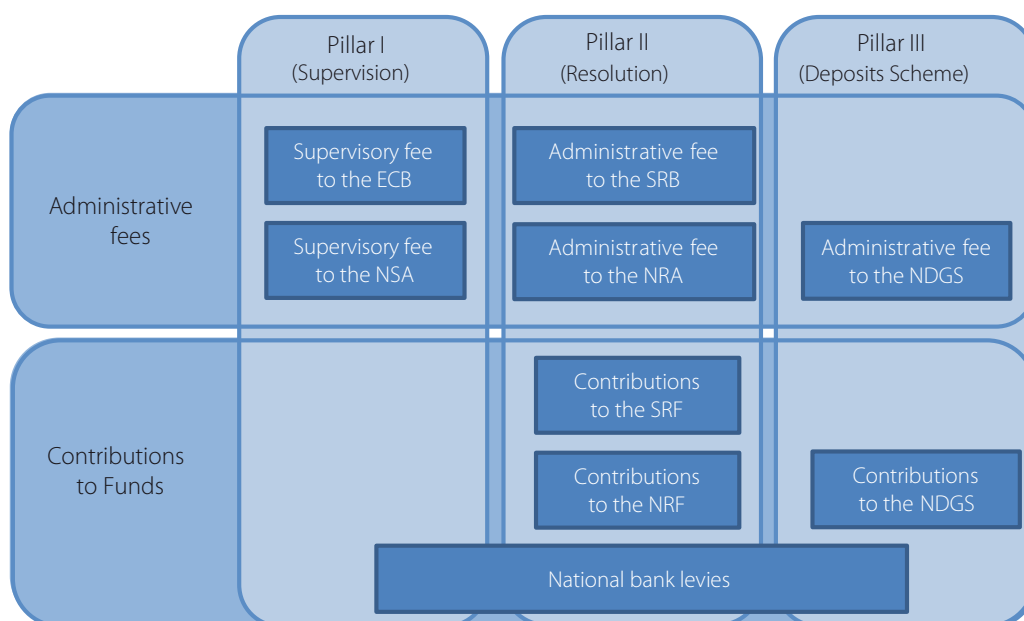 Pillar I
(Supervision)
Pillar II
(Resolution)
Pillar III
(Deposits Scheme)
Administrative
fees
Supervisory fee
to the ECB
Administrative fee
to the SRB
Supervisory fee
to the NSA
Administrative fee
to the NRA
Administrative fee
to the NDGS
Contributions
to Funds
Contributions
to the SRF
Contributions
to the NRF
Contributions
to the NDGS
National bank levies